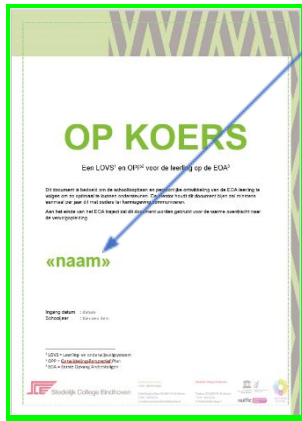 OP KOERS
Een LOVS¹ en OPP² voor de leerling op de EOA³
Dit document is bedoeld om de schoolloopbaan en persoonlijke ontwikkeling van de EOA leerling te
volgen om optimaal te kunnen ondersteunen. De mentor houdt dit document bij en zal minstens
eenmaal per jaar dit met ouders ter kennisgeving communiceren.
Aan het einde van het EOA traject zal dit document worden gebruikt voor de warme overdracht naar
de vervolgopleiding.
«naam»
Ingang datum :
Schooljaar :
¹ LOVS = Leerling- en onderwijsvolgsysteem
² OPP = OntwikkelingsPerspectief Plan
³ EOA = Eerste Opvang Anderstaligen
Stedelijk College Eindhoven
nuffic